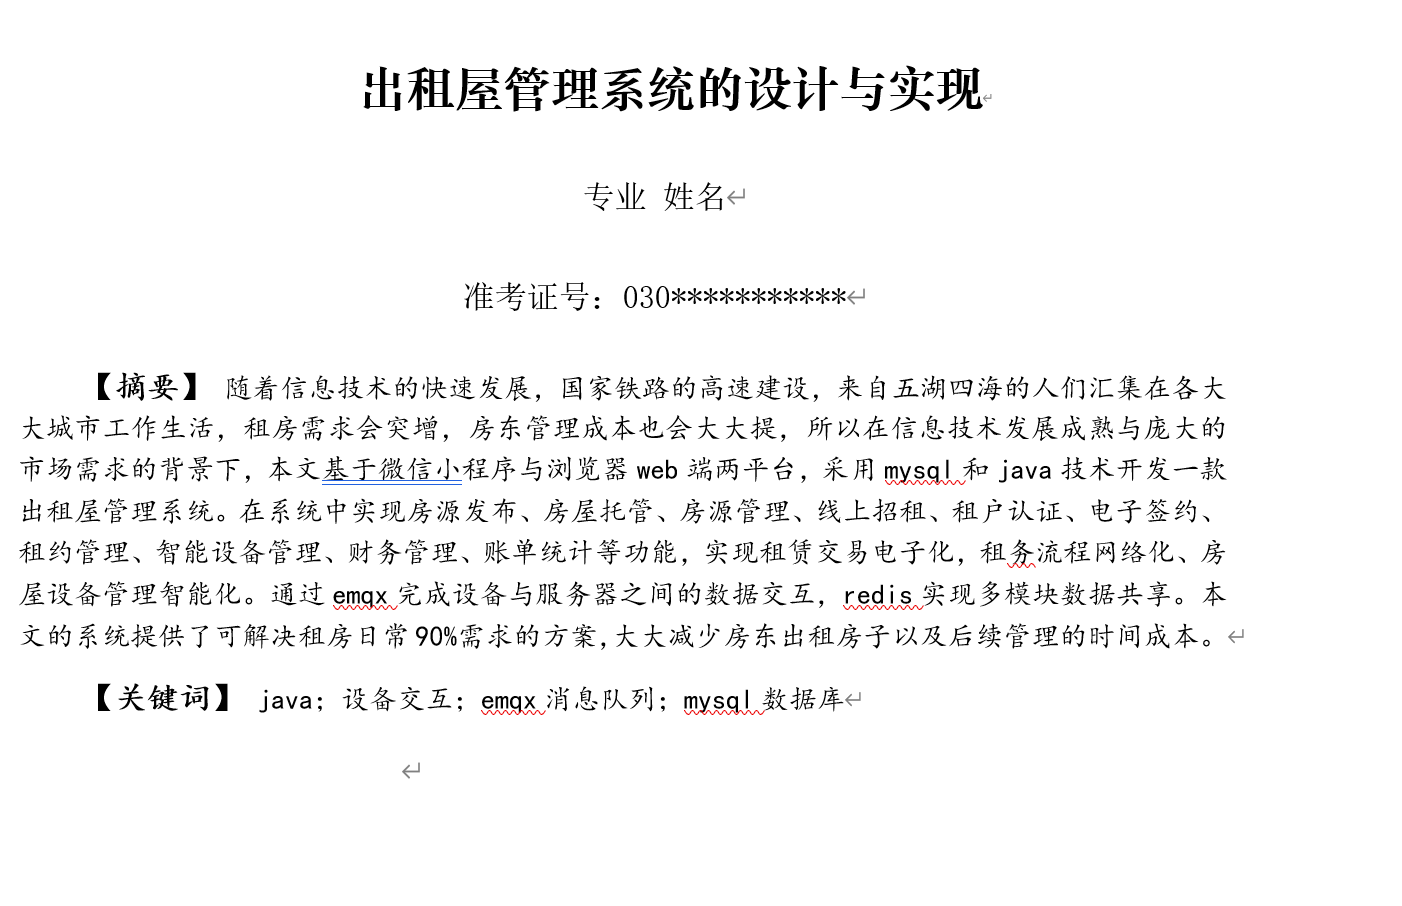 出租屋管理系统的设计与实现
专业 姓名
准考证号：030***********
【摘要】 随着信息技术的快速发展，国家铁路的高速建设，来自五湖四海的人们汇集在各大
大城市工作生活，租房需求会突增，房东管理成本也会大大提，所以在信息技术发展成熟与庞大的
市场需求的背景下，本文基于微信小程序与浏览器 web 端两平台，采用 mysql 和 java 技术开发一款
出租屋管理系统。在系统中实现房源发布、房屋托管、房源管理、线上招租、租户认证、电子签约、
租约管理、智能设备管理、财务管理、账单统计等功能，实现租赁交易电子化，租务流程网络化、房
屋设备管理智能化。通过 emqx 完成设备与服务器之间的数据交互，redis 实现多模块数据共享。本
文的系统提供了可解决租房日常 90%需求的方案,大大减少房东出租房子以及后续管理的时间成本。
【关键词】 java；设备交互；emqx 消息队列；mysql 数据库